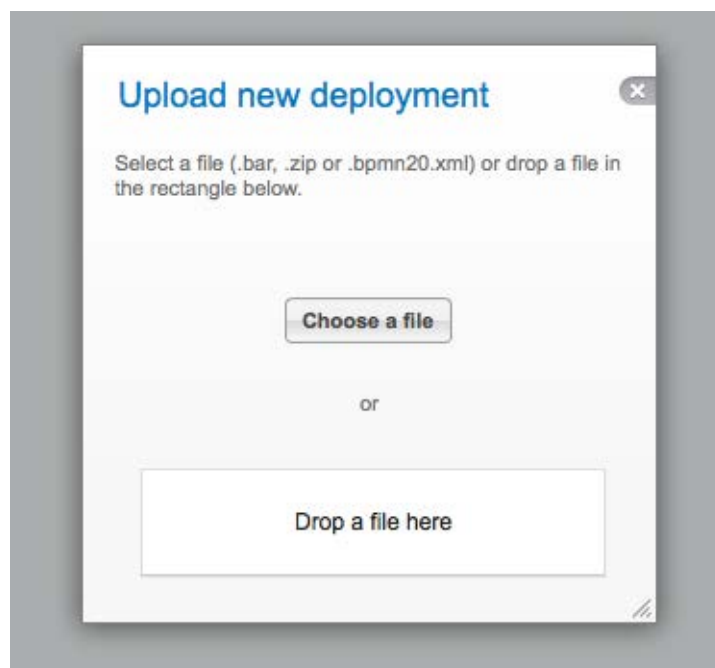 Upload new deployment
Select a file (.bar, .zip or .bpmn20.xml) or drop a file in
the rectangle below.
Choose a file
or
Drop a file here